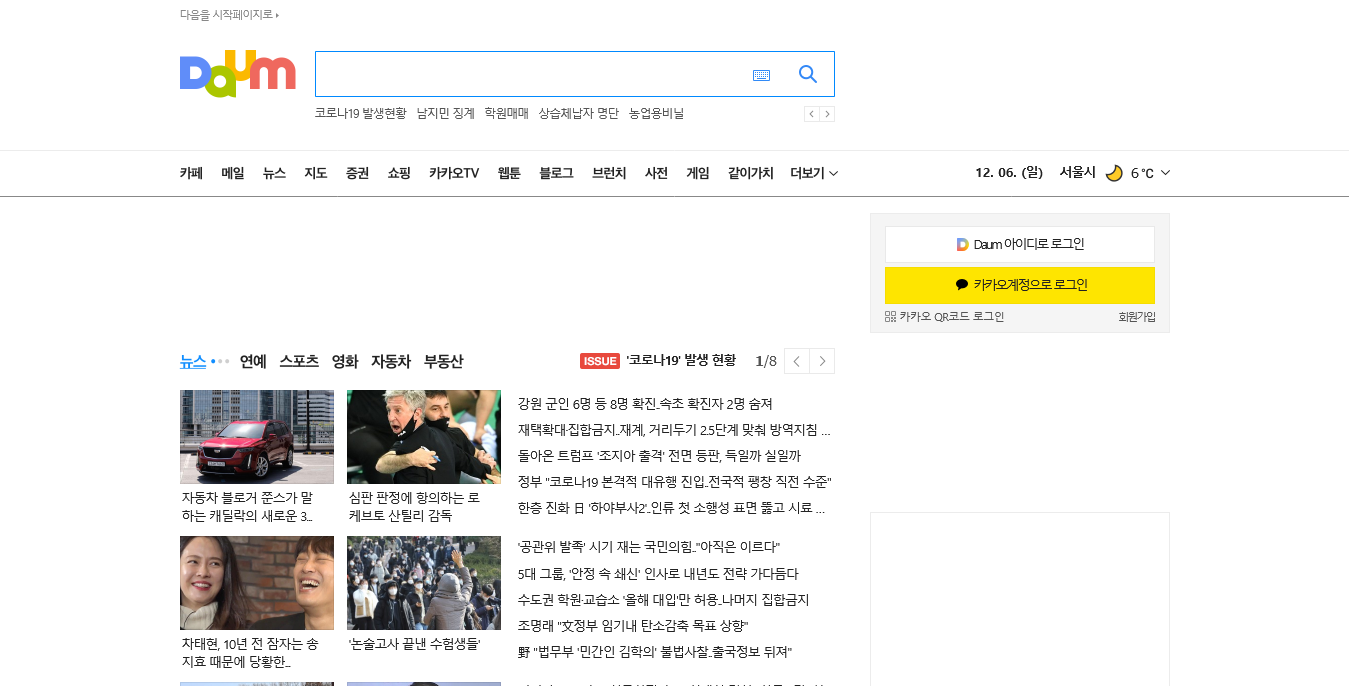 다음을 시작페이지로
Daum
코로나19 발생현황 남지민 징계 학원매매 상습체납자 명단 농업용비닐
카페 메일 뉴스 지도 증권 쇼핑 카카오TV 웹툰 블로그 브런치 사전 게임 같이가치 더보기
12. 06. (일) 서울시 6 °C
Daum 아이디로 로그인
카카오계정으로 로그인
카카오 QR코드 로그인 회원가입
뉴스 연예 스포츠 영화 자동차 부동산
ISSUE '코로나19' 발생 현황 1/8
자동차 블로거 쭌스가 말
하는 캐딜락의 새로운 3...
심판 판정에 항의하는 로
케브토 산틸리 감독
차태현, 10년 전 잠자는 송
지효 때문에 당황한...
'논술고사 끝낸 수험생들'
강원 군인 6명 등 8명 확진..속초 확진자 2명 숨져
재택확대·집합금지..재계, 거리두기 2.5단계 맞춰 방역지침 ...
돌아온 트럼프 '조지아 출격' 전면 등판, 득일까 실일까
정부 "코로나19 본격적 대유행 진입..전국적 팽창 직전 수준"
한층 진화 日 '하야부사2'..인류 첫 소행성 표면 뚫고 시료 ...
'공관위 발족' 시기 재는 국민의힘.."아직은 이르다"
5대 그룹, '안정 속 쇄신' 인사로 내년도 전략 가다듬다
수도권 학원·교습소 '올해 대입'만 허용..나머지 집합금지
조명래 "文정부 임기내 탄소감축 목표 상향"
野 "법무부 '민간인 김학의' 불법사찰..출국정보 뒤져"